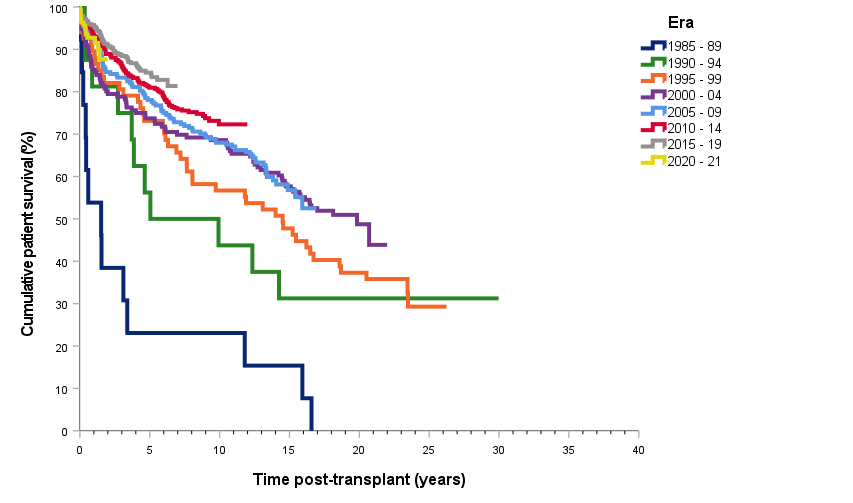 Era
1985 - 89
1990 - 94
1995 - 99
2000 - 04
2005 - 09
2010 - 14
2015 - 19
2020 - 21
Cumulative patient survival (%)
100
90
80
70
60
50
40
30
20
10
0
0 5 10 15 20 25 30 35 40
Time post-transplant (years)